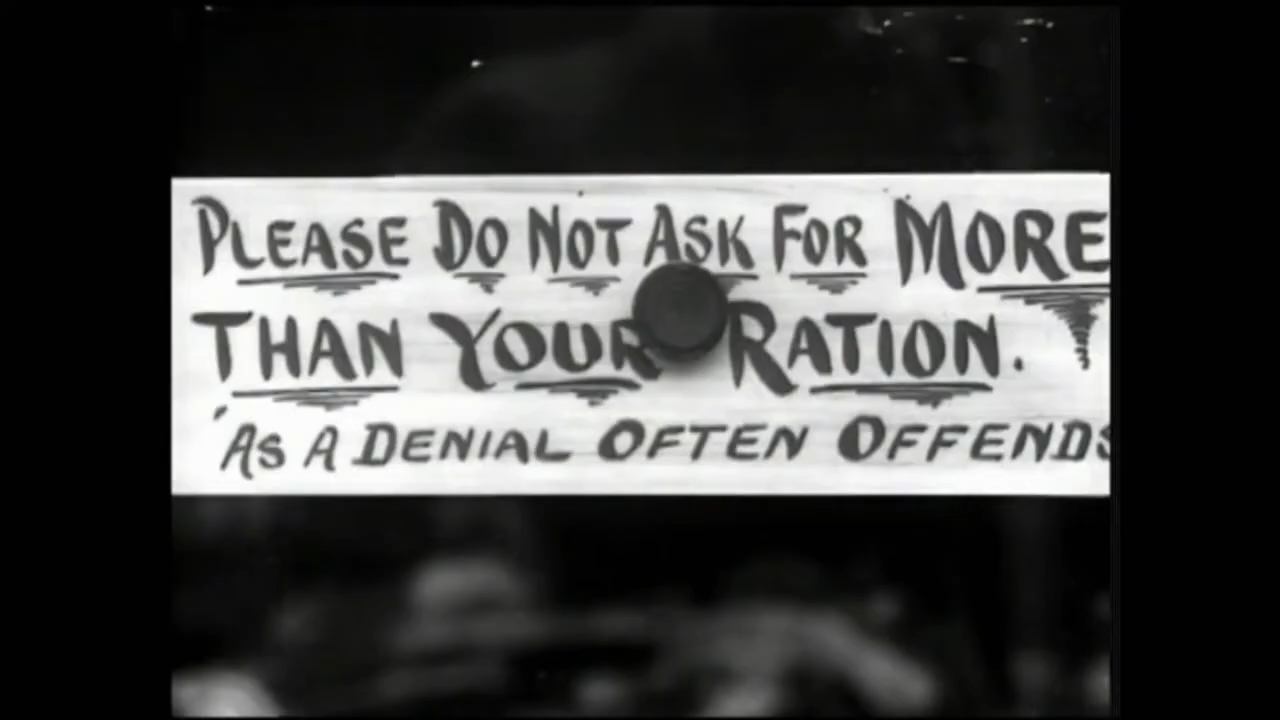 PLEASE DO NOT ASK FOR MORE
THAN YOUR RATION.
AS A DENIAL OFTEN OFFENDS